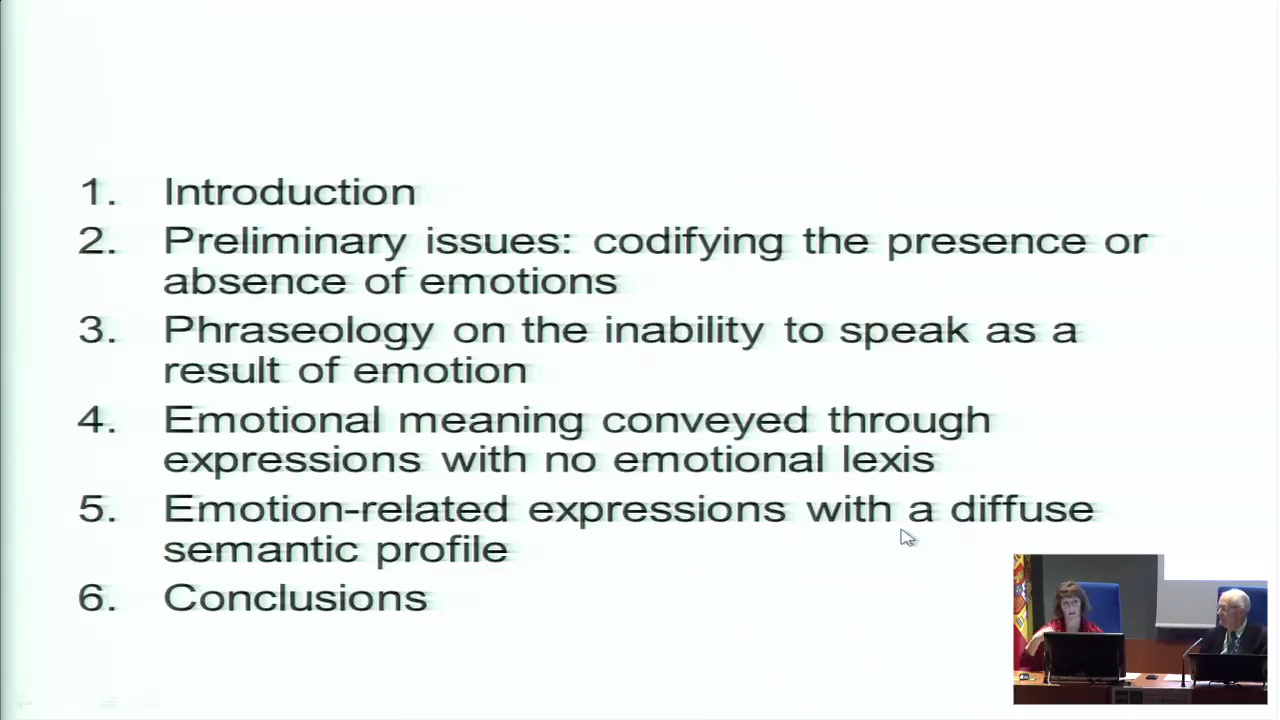 1. Introduction
2. Preliminary issues: codifying the presence or
absence of emotions
3. Phraseology on the inability to speak as a
result of emotion
4. Emotional meaning conveyed through
expressions with no emotional lexis
5. Emotion-related expressions with a diffuse
semantic profile
6. Conclusions